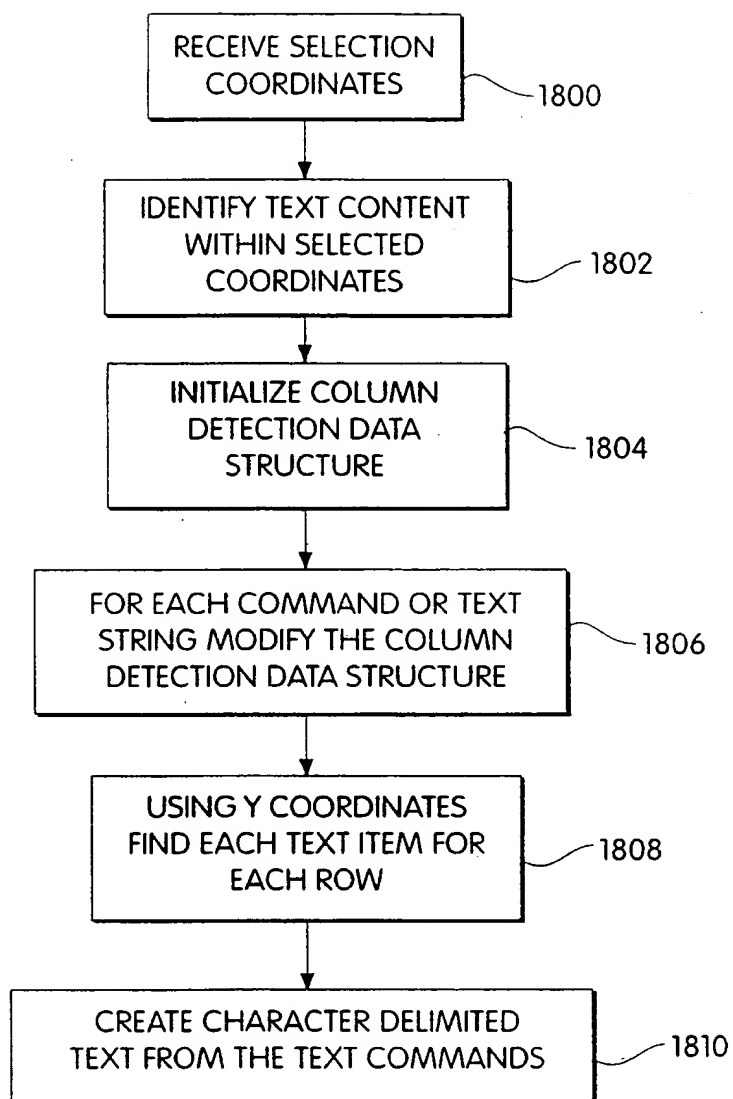 RECEIVE SELECTION
COORDINATES
1800
IDENTIFY TEXT CONTENT
WITHIN SELECTED
COORDINATES
1802
INITIALIZE COLUMN
DETECTION DATA
STRUCTURE
1804
FOR EACH COMMAND OR TEXT
STRING MODIFY THE COLUMN
DETECTION DATA STRUCTURE
1806
USING Y COORDINATES
FIND EACH TEXT ITEM FOR
EACH ROW
1808
CREATE CHARACTER DELIMITED
TEXT FROM THE TEXT COMMANDS
1810